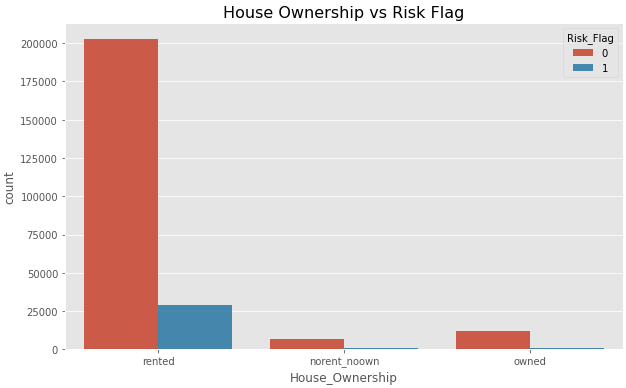 House Ownership vs Risk Flag
Risk_Flag
0
1
200000
175000
150000
125000
100000
75000
50000
25000
0
count
rented norent_noown owned
House_Ownership